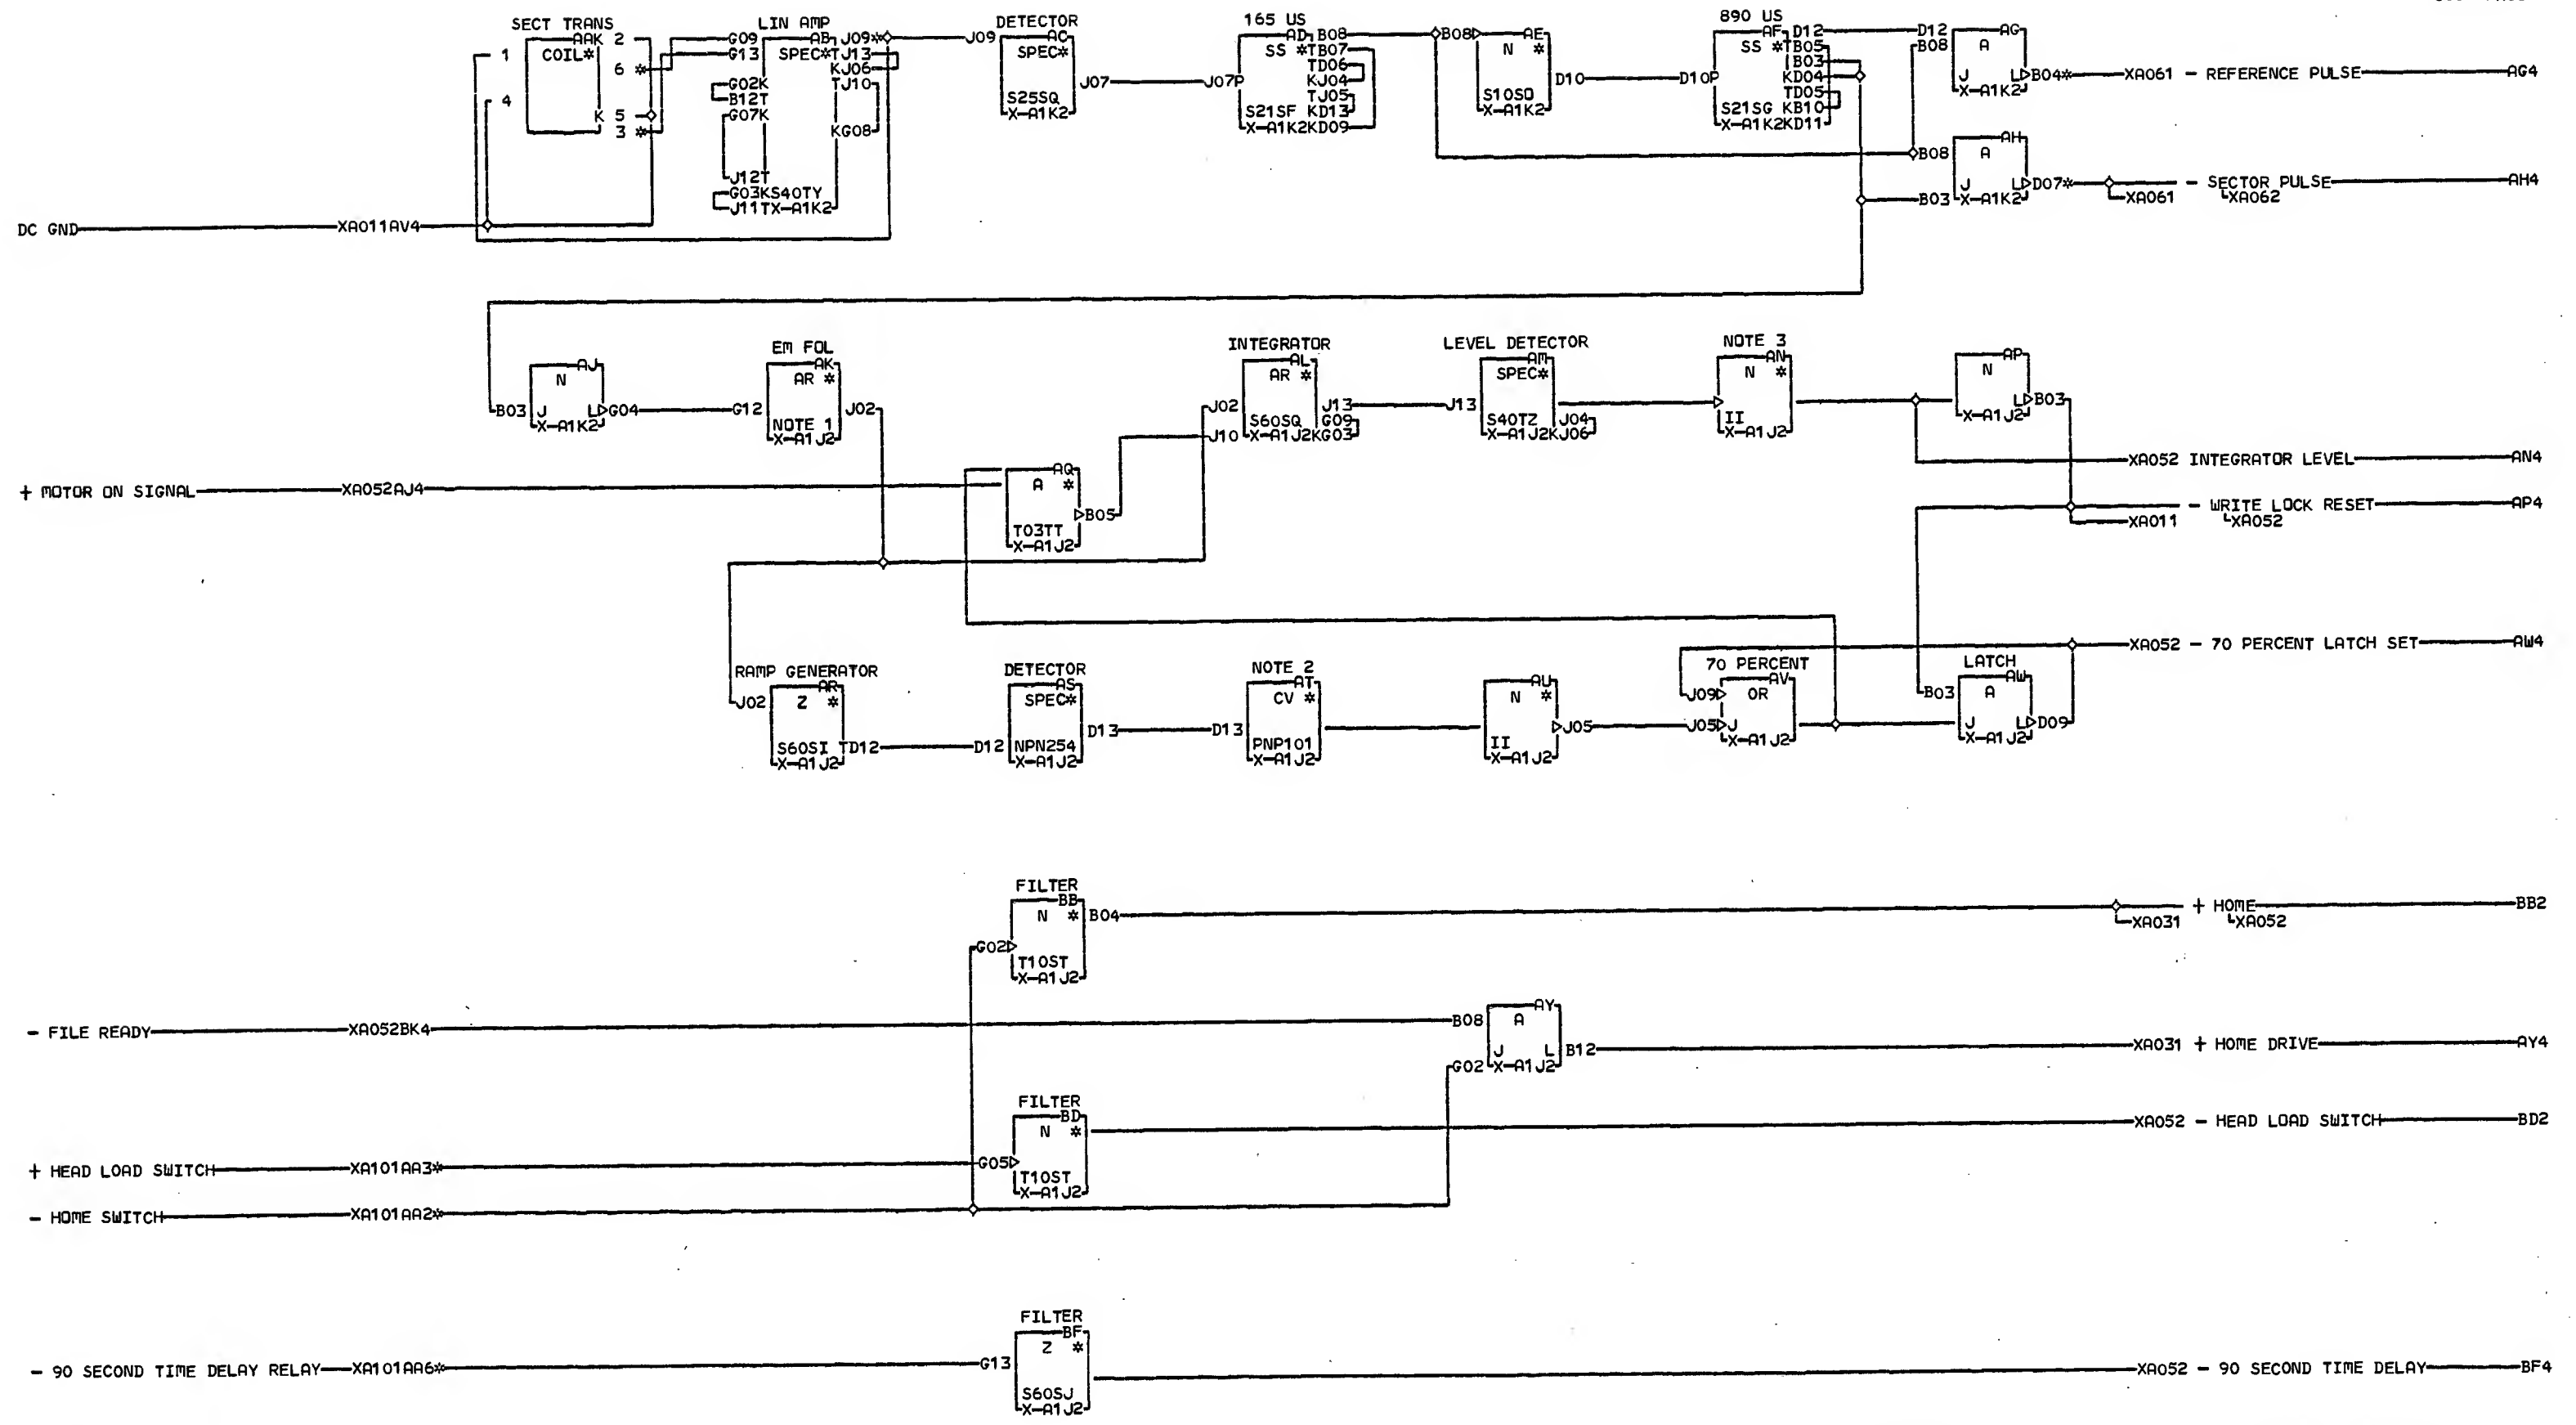 SECT TRANS
AAK 2
COIL*
1
6 *
4
K 5
3 *
LIN AMP
G09 AB J09*
G13 SPEC*TJ13
KJ06
G02K TJ10
B12T
G07K
KG08
J12T
G03KS40TY
J11TX-A1K2
DETECTOR
J09 AC
SPEC*
J07
S25SQ
X-A1K2
165 US
AD B08
SS *TB07
TD06
J07P KJ04
TJ05
S21SF KD13
X-A1K2KD09
B08 AE
N *
D10
S10SO
X-A1K2
890 US
AF D12
SS *TB05
B03
D10P KD04
TD05
S21SG KB10
X-A1K2KD11
D12 AG
B08 A
J L B04* XA061 - REFERENCE PULSE AG4
X-A1K2
AH
B08 A
J L D07* - SECTOR PULSE AH4
B03 X-A1K2 XA061 XA062
DC GND XA011AV4
AJ
N
B03 J L G04
X-A1K2
EM FOL
AK
AR *
G12 J02
NOTE 1
X-A1J2
INTEGRATOR
AL
AR *
J02 J13
S60SQ G09
J10 X-A1J2KG03
LEVEL DETECTOR
AM
SPEC*
J13
S40TZ J04
X-A1J2KJ06
NOTE 3
AN
N *
II
X-A1J2
AP
N
L B03
X-A1J2
XA052 INTEGRATOR LEVEL AN4
+ MOTOR ON SIGNAL XA052AJ4
AQ
A *
B05
T03TT
X-A1J2
- WRITE LOCK RESET AP4
XA011 XA052
XA052 - 70 PERCENT LATCH SET AW4
RAMP GENERATOR
AR
J02 Z *
S60SI TD12
X-A1J2
DETECTOR
AS
SPEC*
D13
D12 NPN254
X-A1J2
NOTE 2
AT
CV *
D13
PNP101
X-A1J2
AU
N *
J05
II
X-A1J2
70 PERCENT
AV
J09 OR
J05 J
X-A1J2
LATCH
AW
B03 A
J L D09
X-A1J2
FILTER
BB
N * B04
G02
T10ST
X-A1J2
+ HOME BB2
XA031 XA052
- FILE READY XA052BK4
AY
B08 A
J L B12
G02 X-A1J2
XA031 + HOME DRIVE AY4
FILTER
BD
N *
G05
T10ST
X-A1J2
XA052 - HEAD LOAD SWITCH BD2
+ HEAD LOAD SWITCH XA101AA3*
- HOME SWITCH XA101AA2*
FILTER
BF
Z *
G13
S60SJ
X-A1J2
- 90 SECOND TIME DELAY RELAY XA101AA6*
XA052 - 90 SECOND TIME DELAY BF4